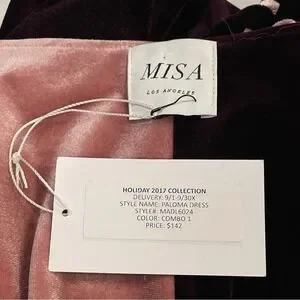 MISA
LOS ANGELES
HOLIDAY 2017 COLLECTION
DELIVERY: 9/1-9/30X
STYLE NAME: PALOMA DRESS
STYLE#: MADL6024
COLOR: COMBO 1
PRICE: $142